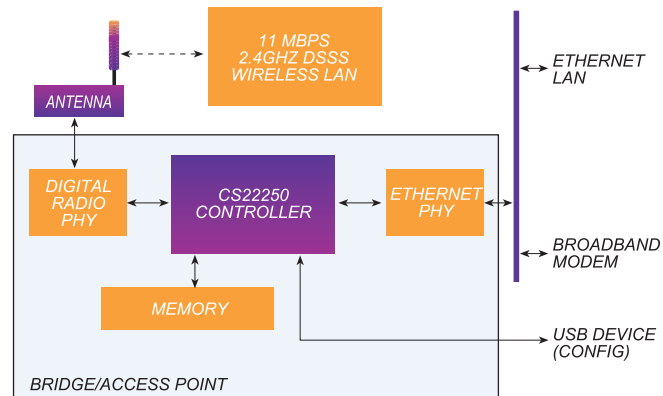 11 MBPS
2.4GHZ DSSS
WIRELESS LAN
ETHERNET
LAN
ANTENNA
DIGITAL
RADIO
PHY
CS22250
CONTROLLER
ETHERNET
PHY
BROADBAND
MODEM
MEMORY
USB DEVICE
(CONFIG)
BRIDGE/ACCESS POINT